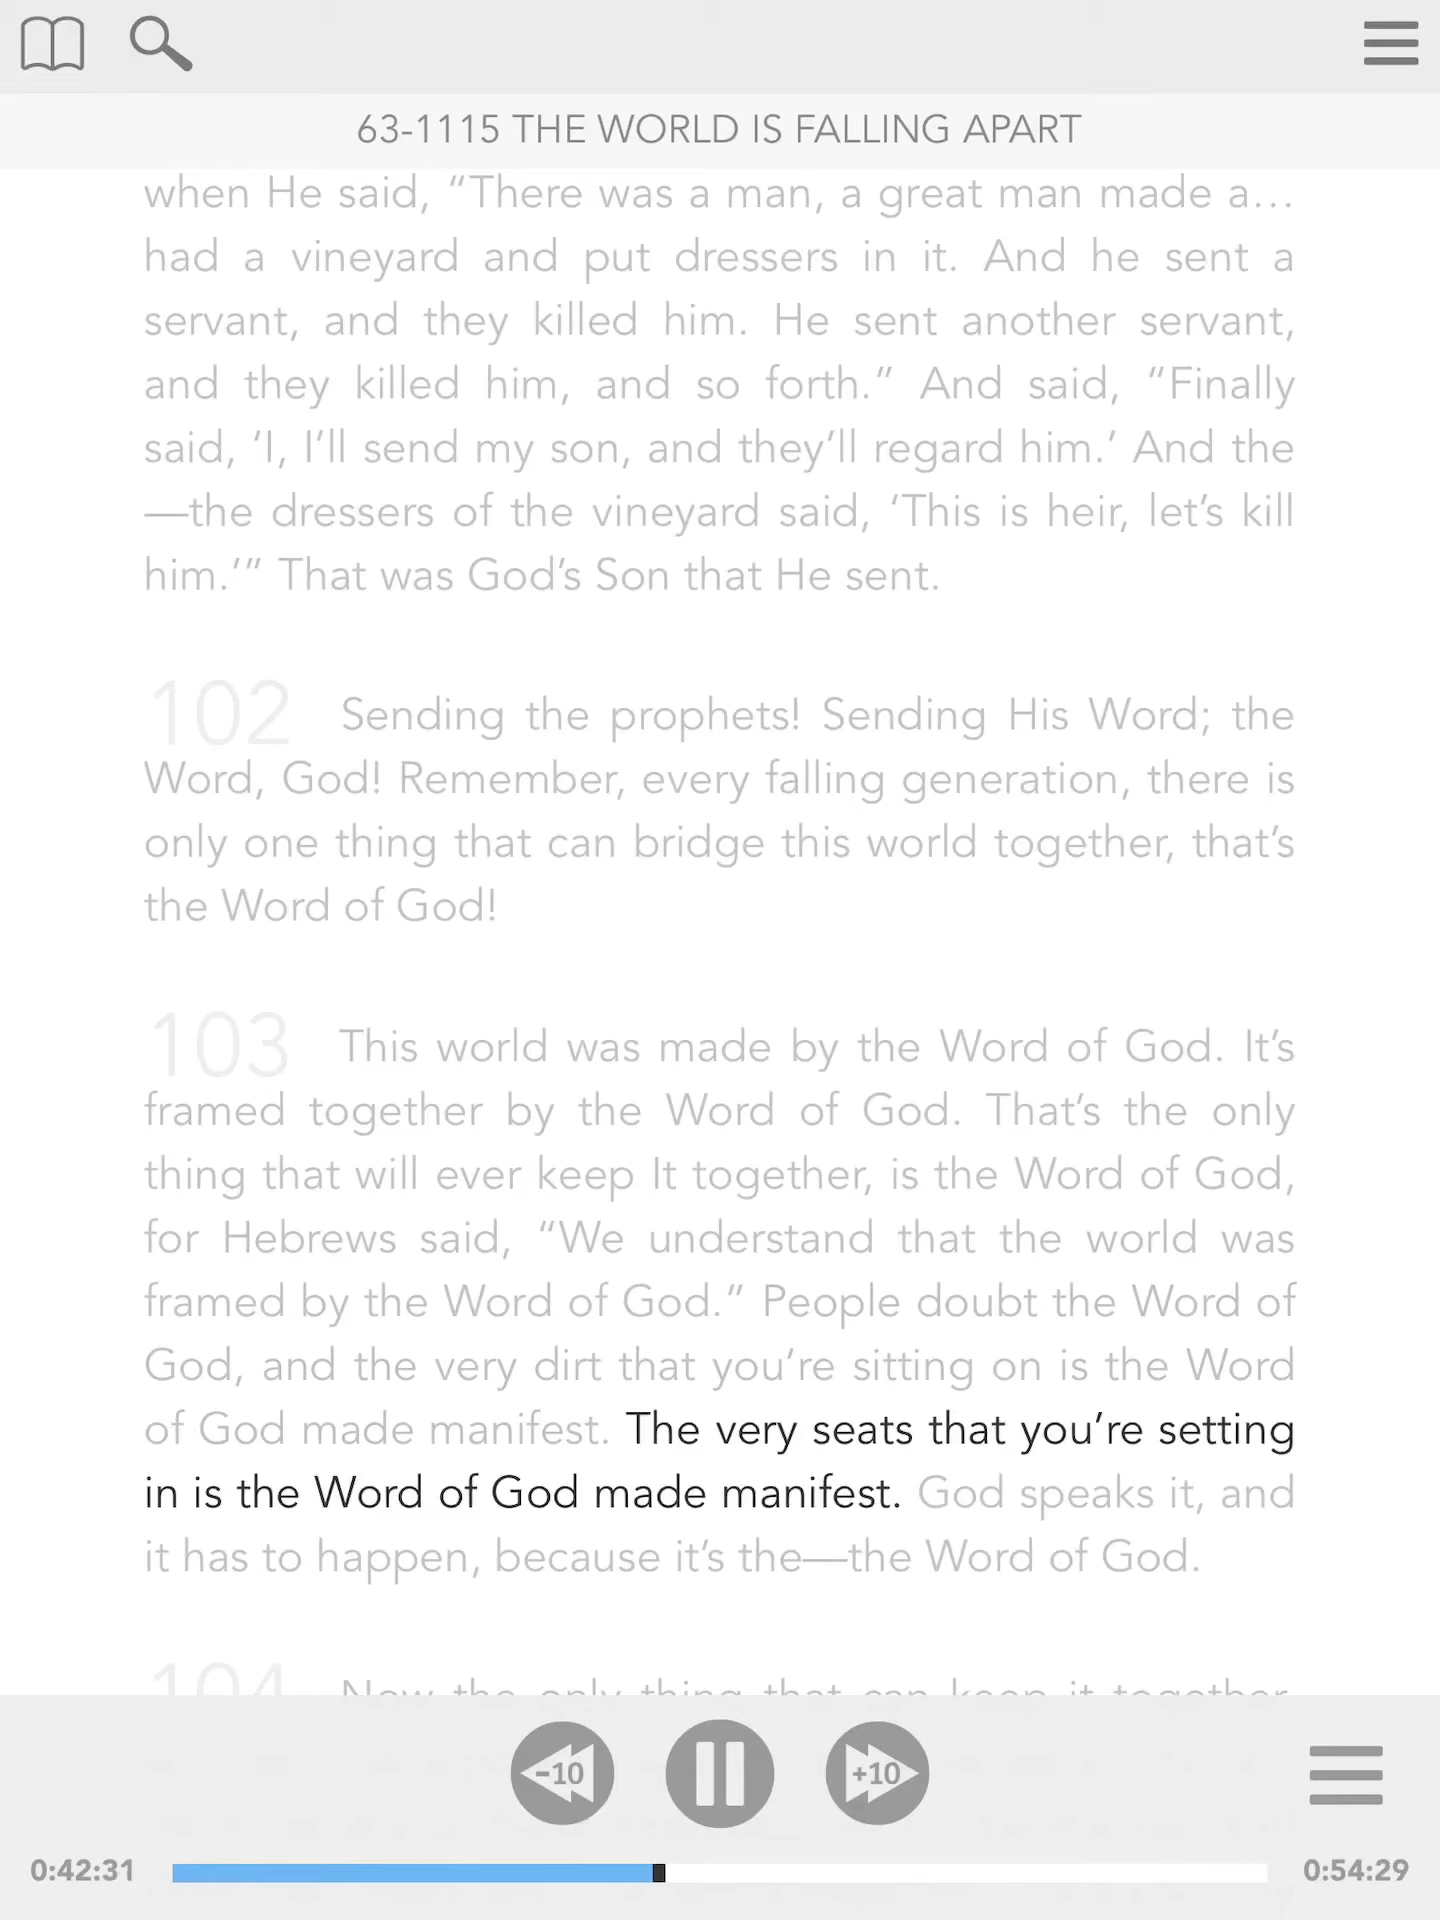 63-1115 THE WORLD IS FALLING APART
when He said, “There was a man, a great man made a…
had a vineyard and put dressers in it. And he sent a
servant, and they killed him. He sent another servant,
and they killed him, and so forth.” And said, “Finally
said, ‘I, I’ll send my son, and they’ll regard him.’ And the
—the dressers of the vineyard said, ‘This is heir, let’s kill
him.’” That was God’s Son that He sent.
102 Sending the prophets! Sending His Word; the
Word, God! Remember, every falling generation, there is
only one thing that can bridge this world together, that’s
the Word of God!
103 This world was made by the Word of God. It’s
framed together by the Word of God. That’s the only
thing that will ever keep It together, is the Word of God,
for Hebrews said, “We understand that the world was
framed by the Word of God.” People doubt the Word of
God, and the very dirt that you’re sitting on is the Word
of God made manifest. The very seats that you’re setting
in is the Word of God made manifest. God speaks it, and
it has to happen, because it’s the—the Word of God.
104 Now the only thing that can keep it together,
-10 +10
0:42:31 0:54:29